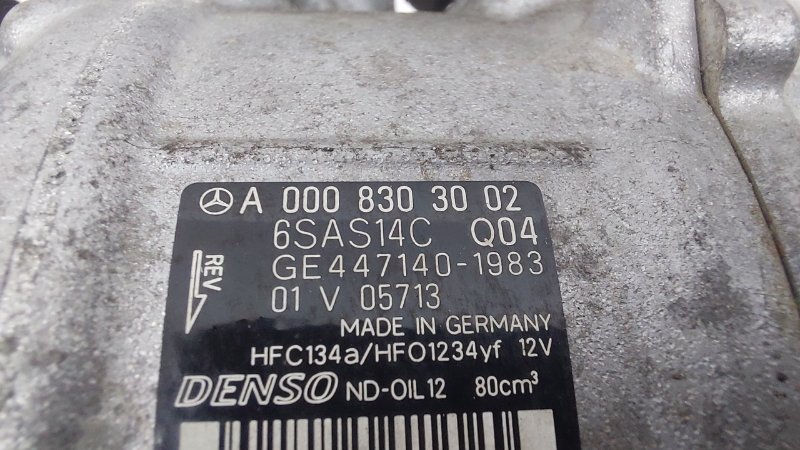 A 000 830 30 02
6SAS14C Q04
GE447140-1983
REV
01 V 05713
MADE IN GERMANY
HFC134a/HFO1234yf 12V
DENSO ND-OIL12 80cm³